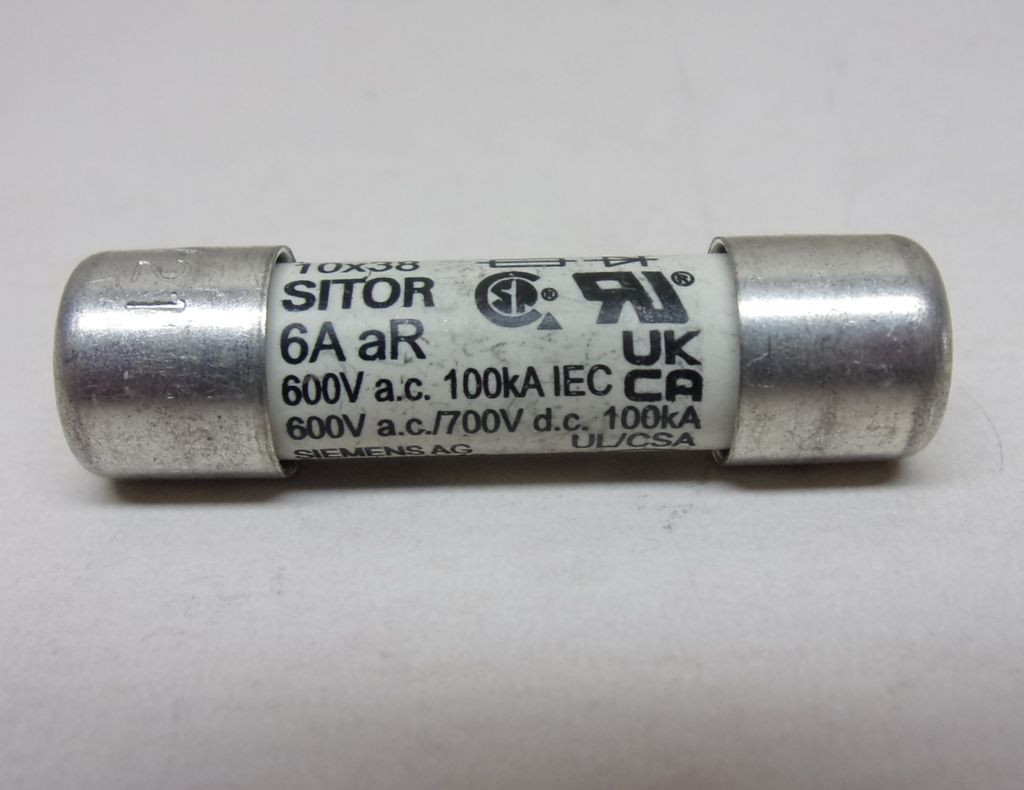 10x38
SITOR
6A aR
600V a.c. 100kA IEC
600V a.c./700V d.c. 100kA
SIEMENS AG UL/CSA
UK
CA